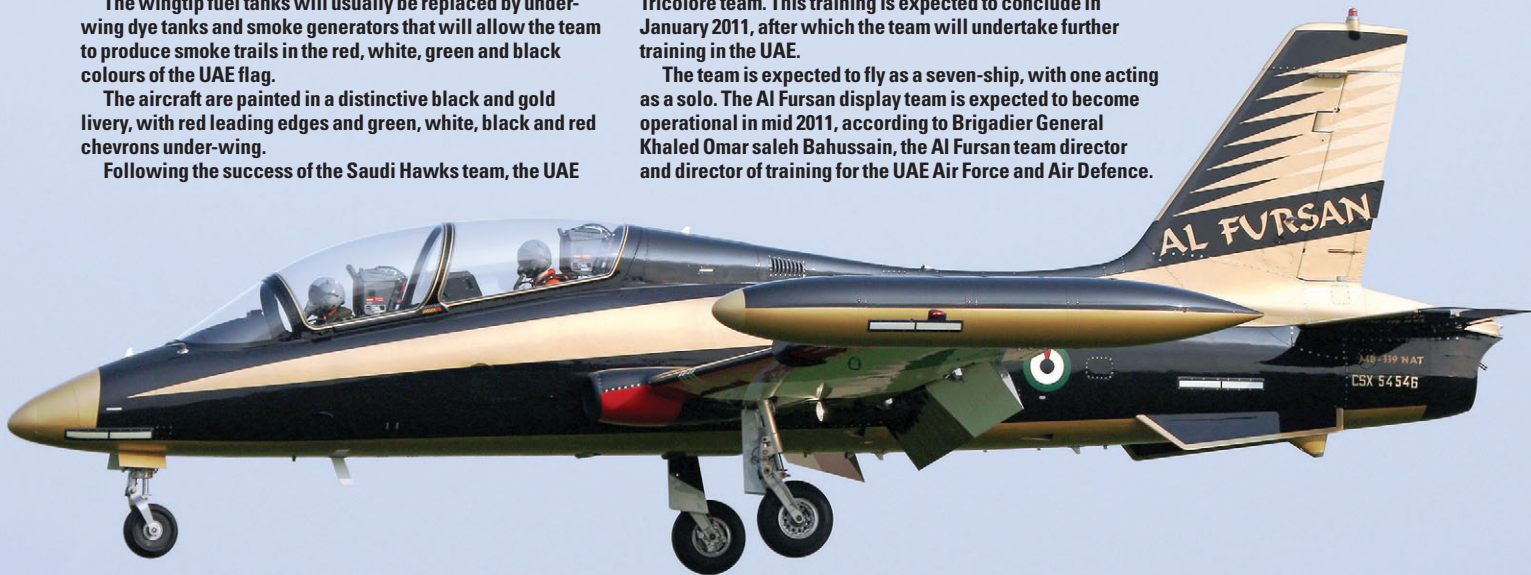 The wingtip fuel tanks will usually be replaced by under-
wing dye tanks and smoke generators that will allow the team
to produce smoke trails in the red, white, green and black
colours of the UAE flag.
The aircraft are painted in a distinctive black and gold
livery, with red leading edges and green, white, black and red
chevrons under-wing.
Following the success of the Saudi Hawks team, the UAE
Tricolore team. This training is expected to conclude in
January 2011, after which the team will undertake further
training in the UAE.
The team is expected to fly as a seven-ship, with one acting
as a solo. The Al Fursan display team is expected to become
operational in mid 2011, according to Brigadier General
Khaled Omar saleh Bahussain, the Al Fursan team director
and director of training for the UAE Air Force and Air Defence.
AL FURSAN
MB-339 NAT
CSX 54546